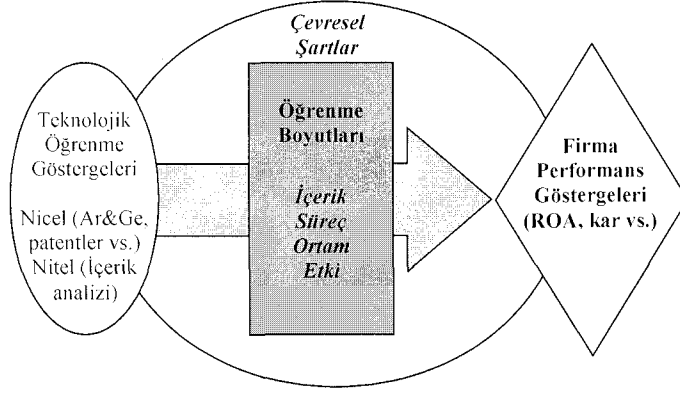 Çevresel
Şartlar
Teknolojik
Öğrenme
Göstergeleri
Nicel (Ar&Ge,
patentler vs.)
Nitel (İçerik
analizi)
Öğrenme
Boyutları
İçerik
Süreç
Ortam
Etki
Firma
Performans
Göstergeleri
(ROA, kar vs.)